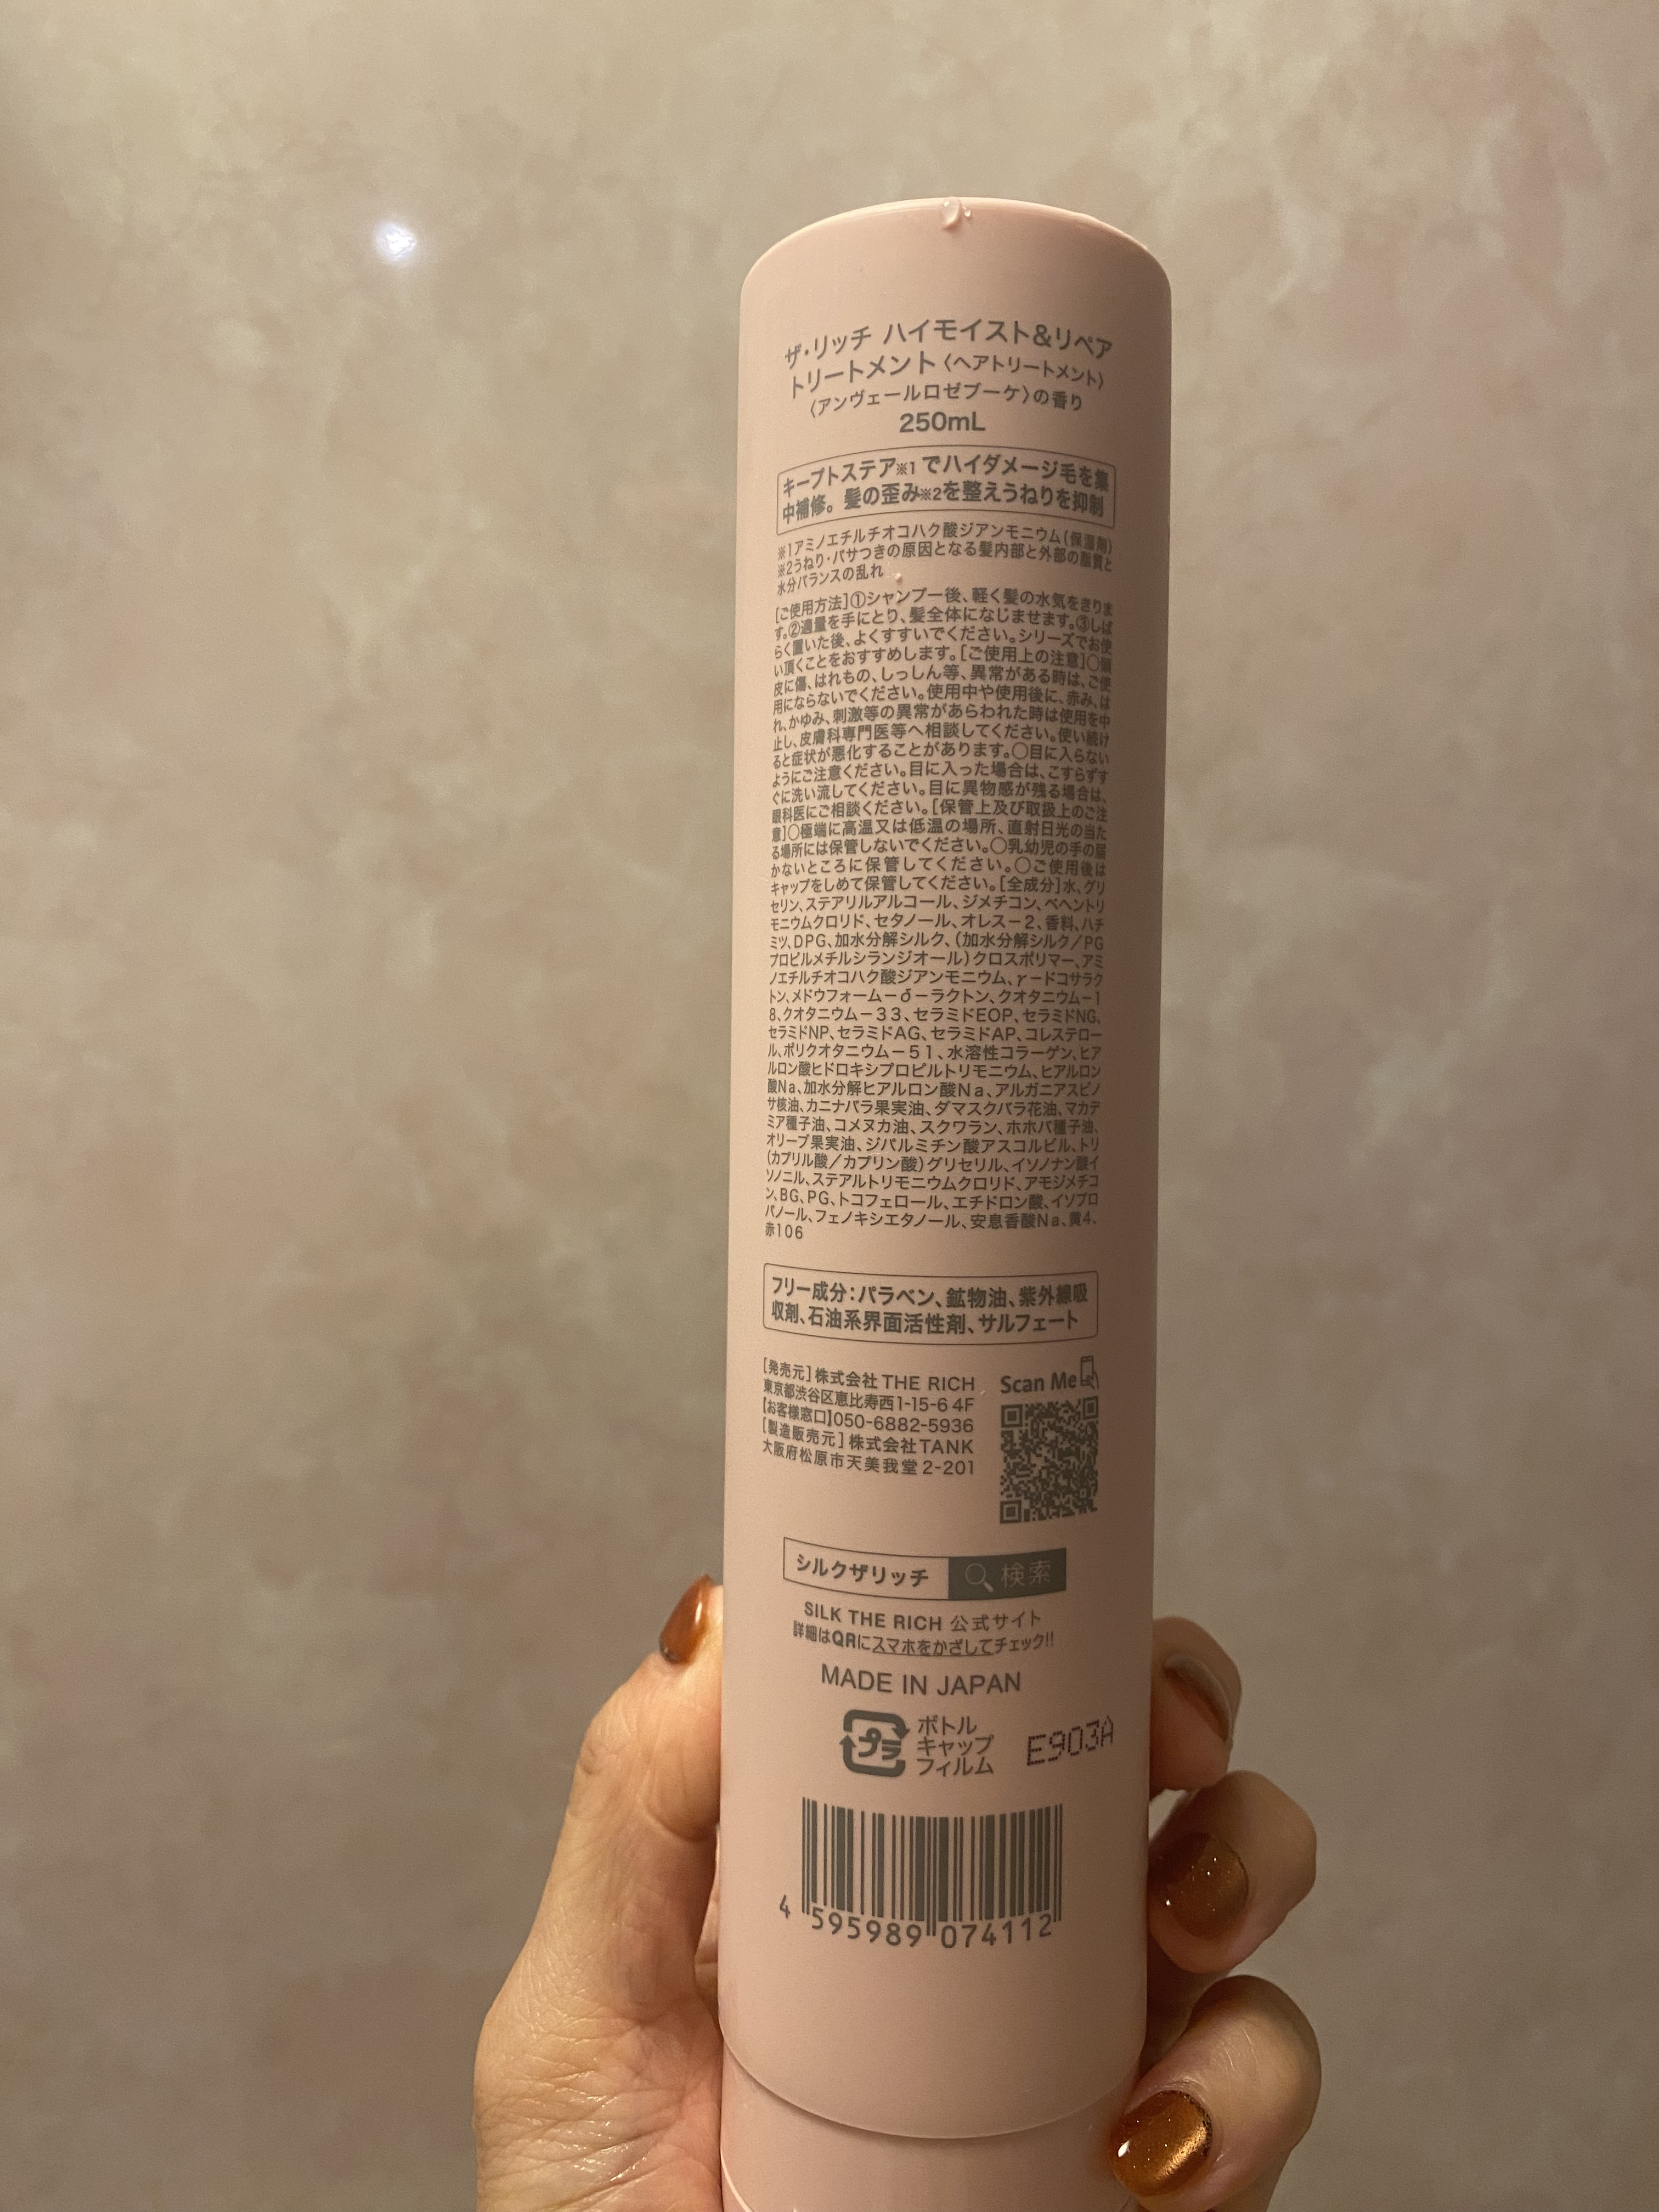 ザ・リッチ ハイモイスト&リペア
トリートメント〈ヘアトリートメント〉
〈アンヴェールロゼブーケ〉の香り
250mL
キープトステア※1でハイダメージ毛を集
中補修。髪の歪み※2を整えうねりを抑制
※1アミノエチルチオコハク酸ジアンモニウム(保湿剤)
※2うねり・パサつきの原因となる髪内部と外部の脂質と
水分バランスの乱れ
[ご使用方法]①シャンプー後、軽く髪の水気をきりま
す。②適量を手にとり、髪全体になじませます。③しば
らく置いた後、よくすすいでください。シリーズでお使
い頂くことをおすすめします。[ご使用上の注意]○頭
皮に傷、はれもの、しっしん等、異常がある時は、ご使
用にならないでください。使用中や使用後に、赤み、は
れ、かゆみ、刺激等の異常があらわれた時は使用を中
止し、皮膚科専門医等へ相談してください。使い続け
ると症状が悪化することがあります。○目に入らない
ようにご注意ください。目に入った場合は、こすらずす
ぐに洗い流してください。目に異物感が残る場合は、
眼科医にご相談ください。[保管上及び取扱上のご注
意]○極端に高温又は低温の場所、直射日光の当た
る場所には保管しないでください。○乳幼児の手の届
かないところに保管してください。○ご使用後は
キャップをしめて保管してください。[全成分]水、グリ
セリン、ステアリルアルコール、ジメチコン、ベヘントリ
モニウムクロリド、セタノール、オレス−2、香料、ハチ
ミツ、DPG、加水分解シルク、(加水分解シルク/PG
プロピルメチルシランジオール)クロスポリマー、アミ
ノエチルチオコハク酸ジアンモニウム、γ−ドコサラク
トン、メドウフォーム−δ−ラクトン、クオタニウム−1
8、クオタニウム−33、セラミドEOP、セラミドNG、
セラミドNP、セラミドAG、セラミドAP、コレステロー
ル、ポリクオタニウム−51、水溶性コラーゲン、ヒア
ルロン酸ヒドロキシプロピルトリモニウム、ヒアルロン
酸Na、加水分解ヒアルロン酸Na、アルガニアスピノ
サ核油、カニナバラ果実油、ダマスクバラ花油、マカデ
ミア種子油、コメヌカ油、スクワラン、ホホバ種子油、
オリーブ果実油、ジパルミチン酸アスコルビル、トリ
(カプリル酸/カプリン酸)グリセリル、イソノナン酸イ
ソノニル、ステアルトリモニウムクロリド、アモジメチコ
ン、BG、PG、トコフェロール、エチドロン酸、イソプロ
パノール、フェノキシエタノール、安息香酸Na、黄4、
赤106
フリー成分:パラベン、鉱物油、紫外線吸
収剤、石油系界面活性剤、サルフェート
[発売元]株式会社THE RICH
東京都渋谷区恵比寿西1-15-6 4F
【お客様窓口】050-6882-5936
[製造販売元]株式会社TANK
大阪府松原市天美我堂2-201
Scan Me
シルクザリッチ 検索
SILK THE RICH 公式サイト
詳細はQRにスマホをかざしてチェック!!
MADE IN JAPAN
プラ
ボトル
キャップ
フィルム
E903A
4 595989 074112